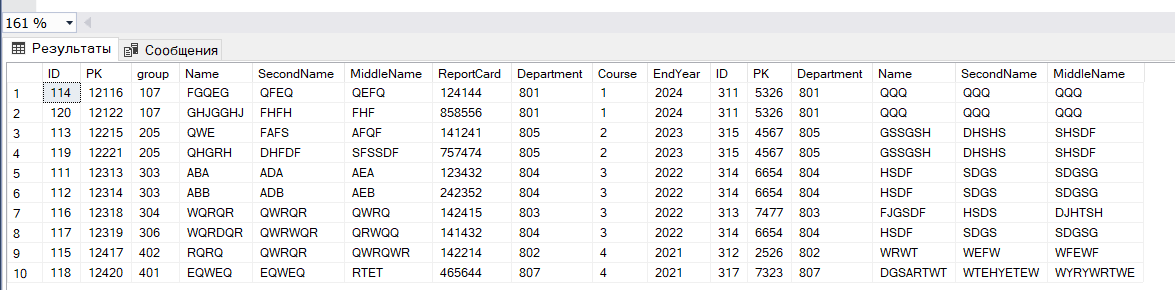 161 %
Результаты Сообщения
ID PK group Name SecondName MiddleName ReportCard Department Course EndYear ID PK Department Name SecondName MiddleName
1 114 12116 107 FGQEG QFEQ QEFQ 124144 801 1 2024 311 5326 801 QQQ QQQ QQQ
2 120 12122 107 GHJGGHJ FHFH FHF 858556 801 1 2024 311 5326 801 QQQ QQQ QQQ
3 113 12215 205 QWE FAFS AFQF 141241 805 2 2023 315 4567 805 GSSGSH DHSHS SHSDF
4 119 12221 205 QHGRH DHFDF SFSSDF 757474 805 2 2023 315 4567 805 GSSGSH DHSHS SHSDF
5 111 12313 303 ABA ADA AEA 123432 804 3 2022 314 6654 804 HSDF SDGS SDGSG
6 112 12314 303 ABB ADB AEB 242352 804 3 2022 314 6654 804 HSDF SDGS SDGSG
7 116 12318 304 WQRQR QWRQR QWRQ 142415 803 3 2022 313 7477 803 FJGSDF HSDS DJHTSH
8 117 12319 306 WQRDQR QWRWQR QRWQQ 141432 804 3 2022 314 6654 804 HSDF SDGS SDGSG
9 115 12417 402 RQRQ QWRQR QWRQWR 142214 802 4 2021 312 2526 802 WRWT WEFW WFEWF
10 118 12420 401 EQWEQ EQWEQ RTET 465644 807 4 2021 317 7323 807 DGSARTWT WTEHYETEW WYRYWRTWE